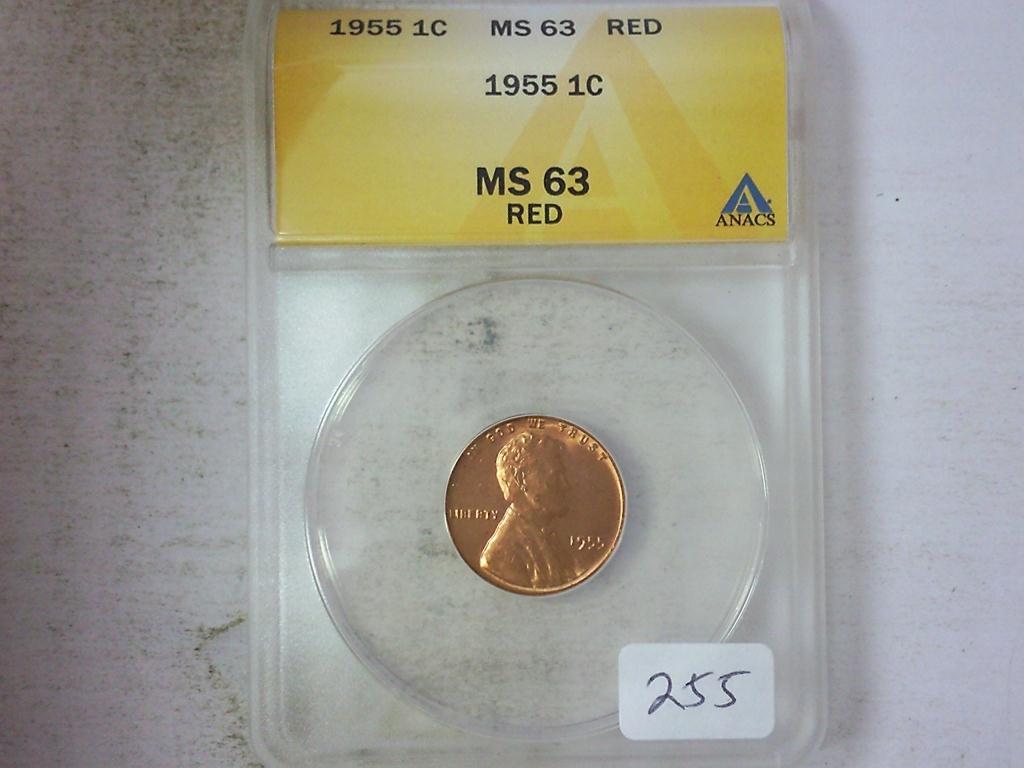 1955 1C MS 63 RED
1955 1C
MS 63
RED
ANACS
IN GOD WE TRUST
LIBERTY
1955
255